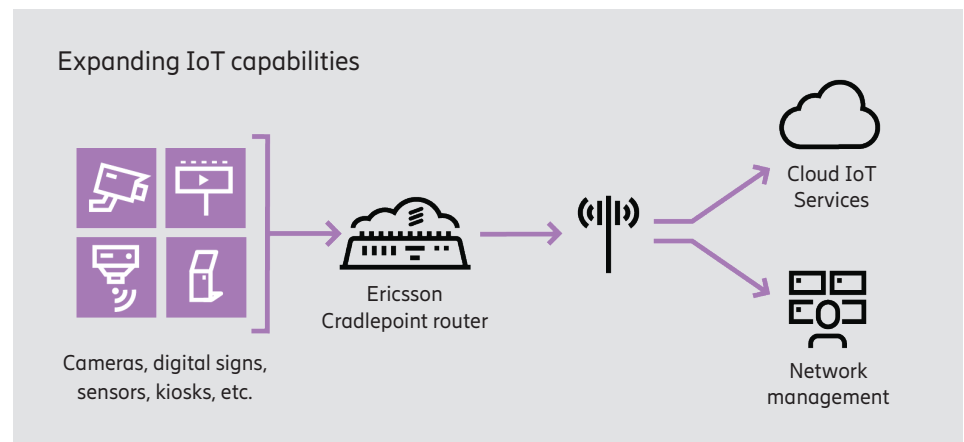 Expanding IoT capabilities
Cloud IoT
Services
Ericsson
Cradlepoint router
Cameras, digital signs,
sensors, kiosks, etc.
Network
management